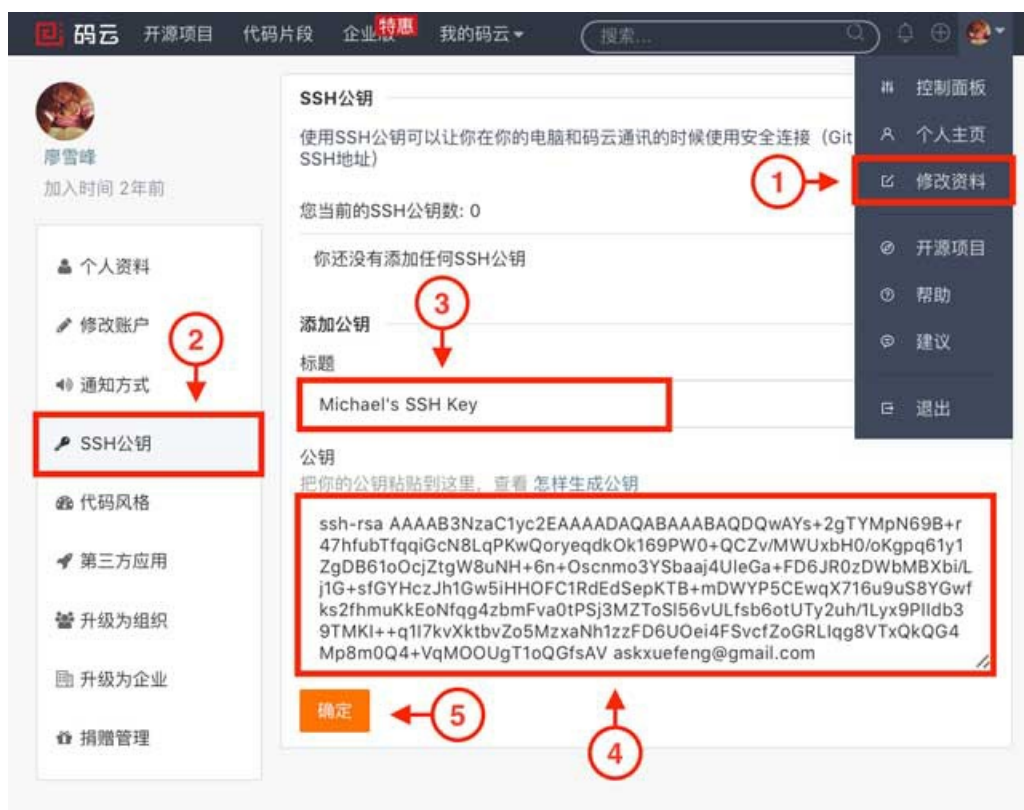 码云 开源项目 代码片段 企业版 特惠 我的码云 搜索...
廖雪峰
加入时间 2年前
个人资料
修改账户
通知方式
SSH公钥
代码风格
第三方应用
升级为组织
升级为企业
捐赠管理
2
SSH公钥
使用SSH公钥可以让你在你的电脑和码云通讯的时候使用安全连接（Git
SSH地址）
您当前的SSH公钥数: 0
你还没有添加任何SSH公钥
3
添加公钥
标题
Michael's SSH Key
公钥
把你的公钥粘贴到这里，查看 怎样生成公钥
ssh-rsa AAAAB3NzaC1yc2EAAAADAQABAAABAQDQwAYs+2gTYMpN69B+r
47hfubTfqqiGcN8LqPKwQoryeqdkOk169PW0+QCZv/MWUxbH0/oKgpq61y1
ZgDB61oOcjZtgW8uNH+6n+Oscnmo3YSbaaj4UleGa+FD6JR0zDWbMBXbi/L
j1G+sfGYHczJh1Gw5iHHOFC1RdEdSepKTB+mDWYP5CEwqX716u9uS8YGwf
ks2fhmuKkEoNfqg4zbmFva0tPSj3MZToSI56vULfsb6otUTy2uh/1Lyx9PIldb3
9TMKI++q1I7kvXktbvZo5MzxaNh1zzFD6UOei4FSvcfZoGRLIqg8VTxQkQG4
Mp8m0Q4+VqMOOUgT1oQGfsAV askxuefeng@gmail.com
确定
5
4
控制面板
个人主页
1
修改资料
开源项目
帮助
建议
退出